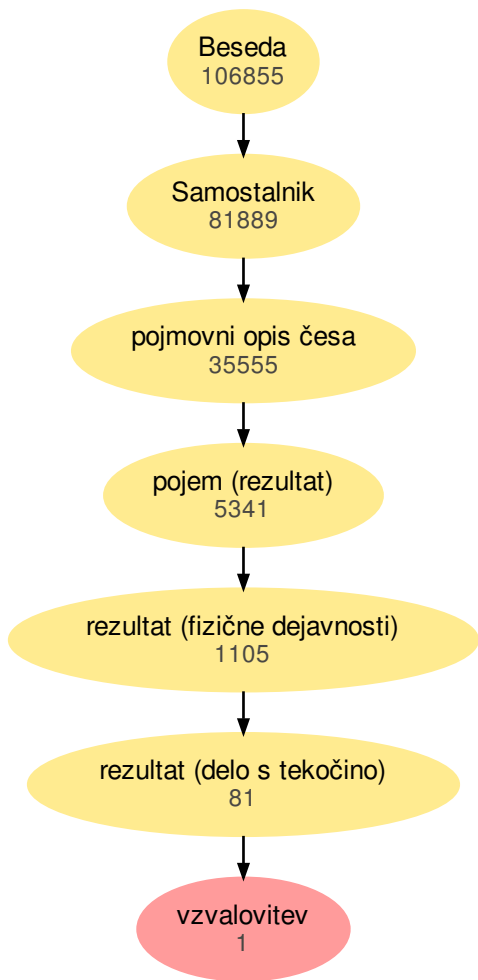 Beseda
106855
Samostalnik
81889
pojmovni opis česa
35555
pojem (rezultat)
5341
rezultat (fizične dejavnosti)
1105
rezultat (delo s tekočino)
81
vzvalovitev
1